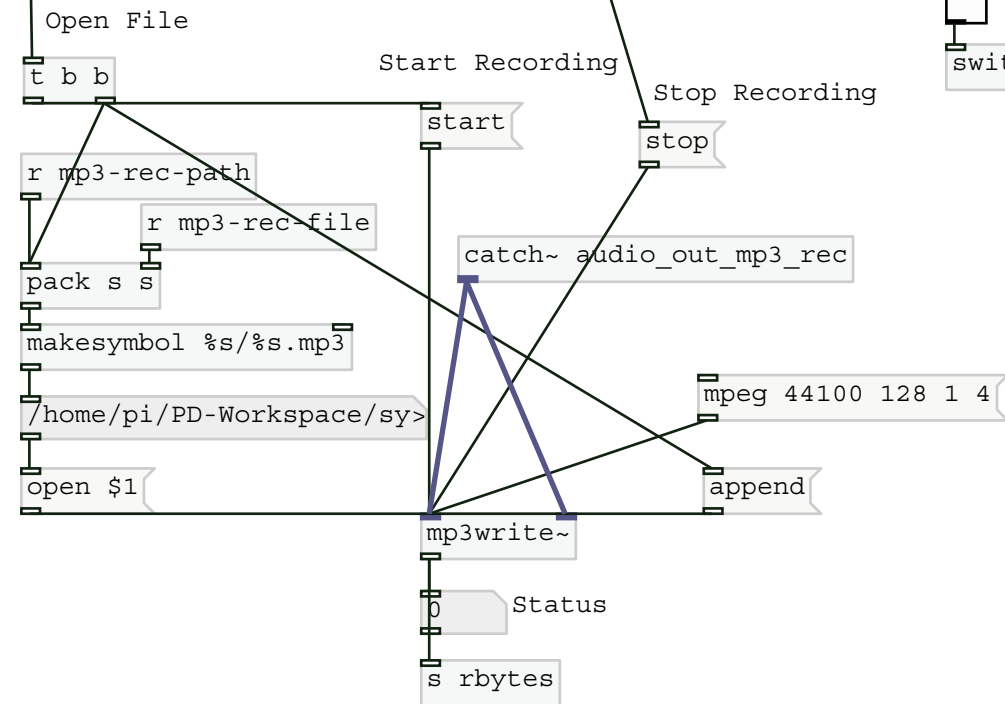 Open File
t b b
Start Recording
swit
Stop Recording
start
stop
r mp3-rec-path
r mp3-rec-file
catch~ audio_out_mp3_rec
pack s s
makesymbol %s/%s.mp3
mpeg 44100 128 1 4
/home/pi/PD-Workspace/sy>
open $1
append
mp3write~
0
Status
s rbytes